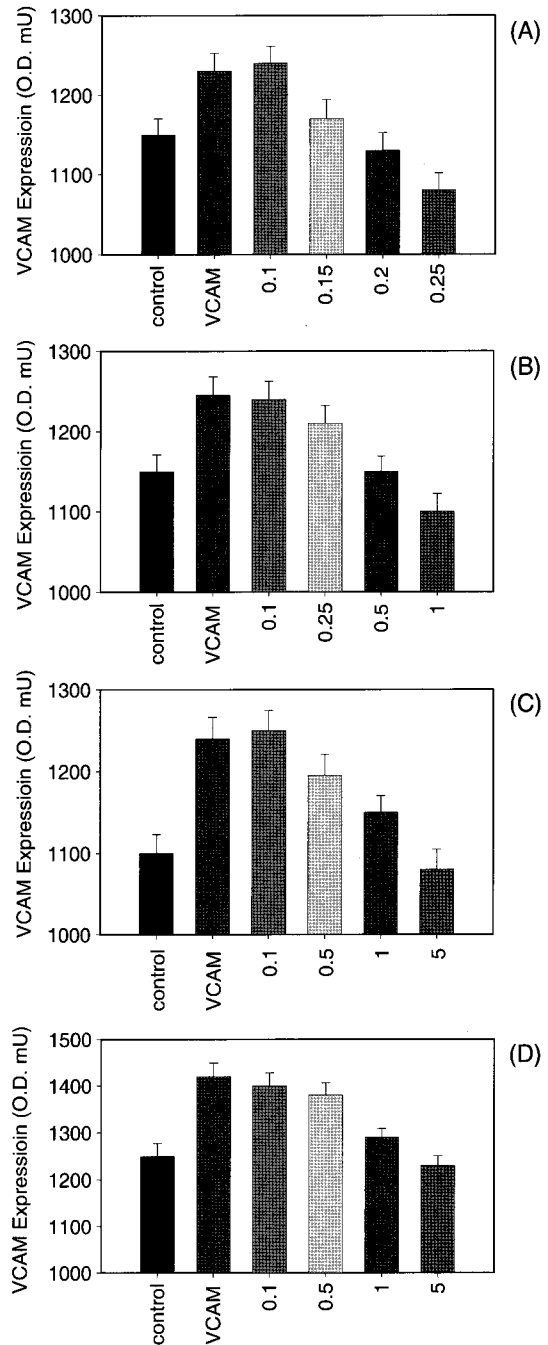 (A)
VCAM Expressioin (O.D. mU)
1300
1200
1100
1000
control
VCAM
0.1
0.15
0.2
0.25
(B)
VCAM Expressioin (O.D. mU)
1300
1200
1100
1000
control
VCAM
0.1
0.25
0.5
1
(C)
VCAM Expressioin (O.D. mU)
1300
1200
1100
1000
control
VCAM
0.1
0.5
1
5
(D)
VCAM Expressioin (O.D. mU)
1500
1400
1300
1200
1100
1000
control
VCAM
0.1
0.5
1
5